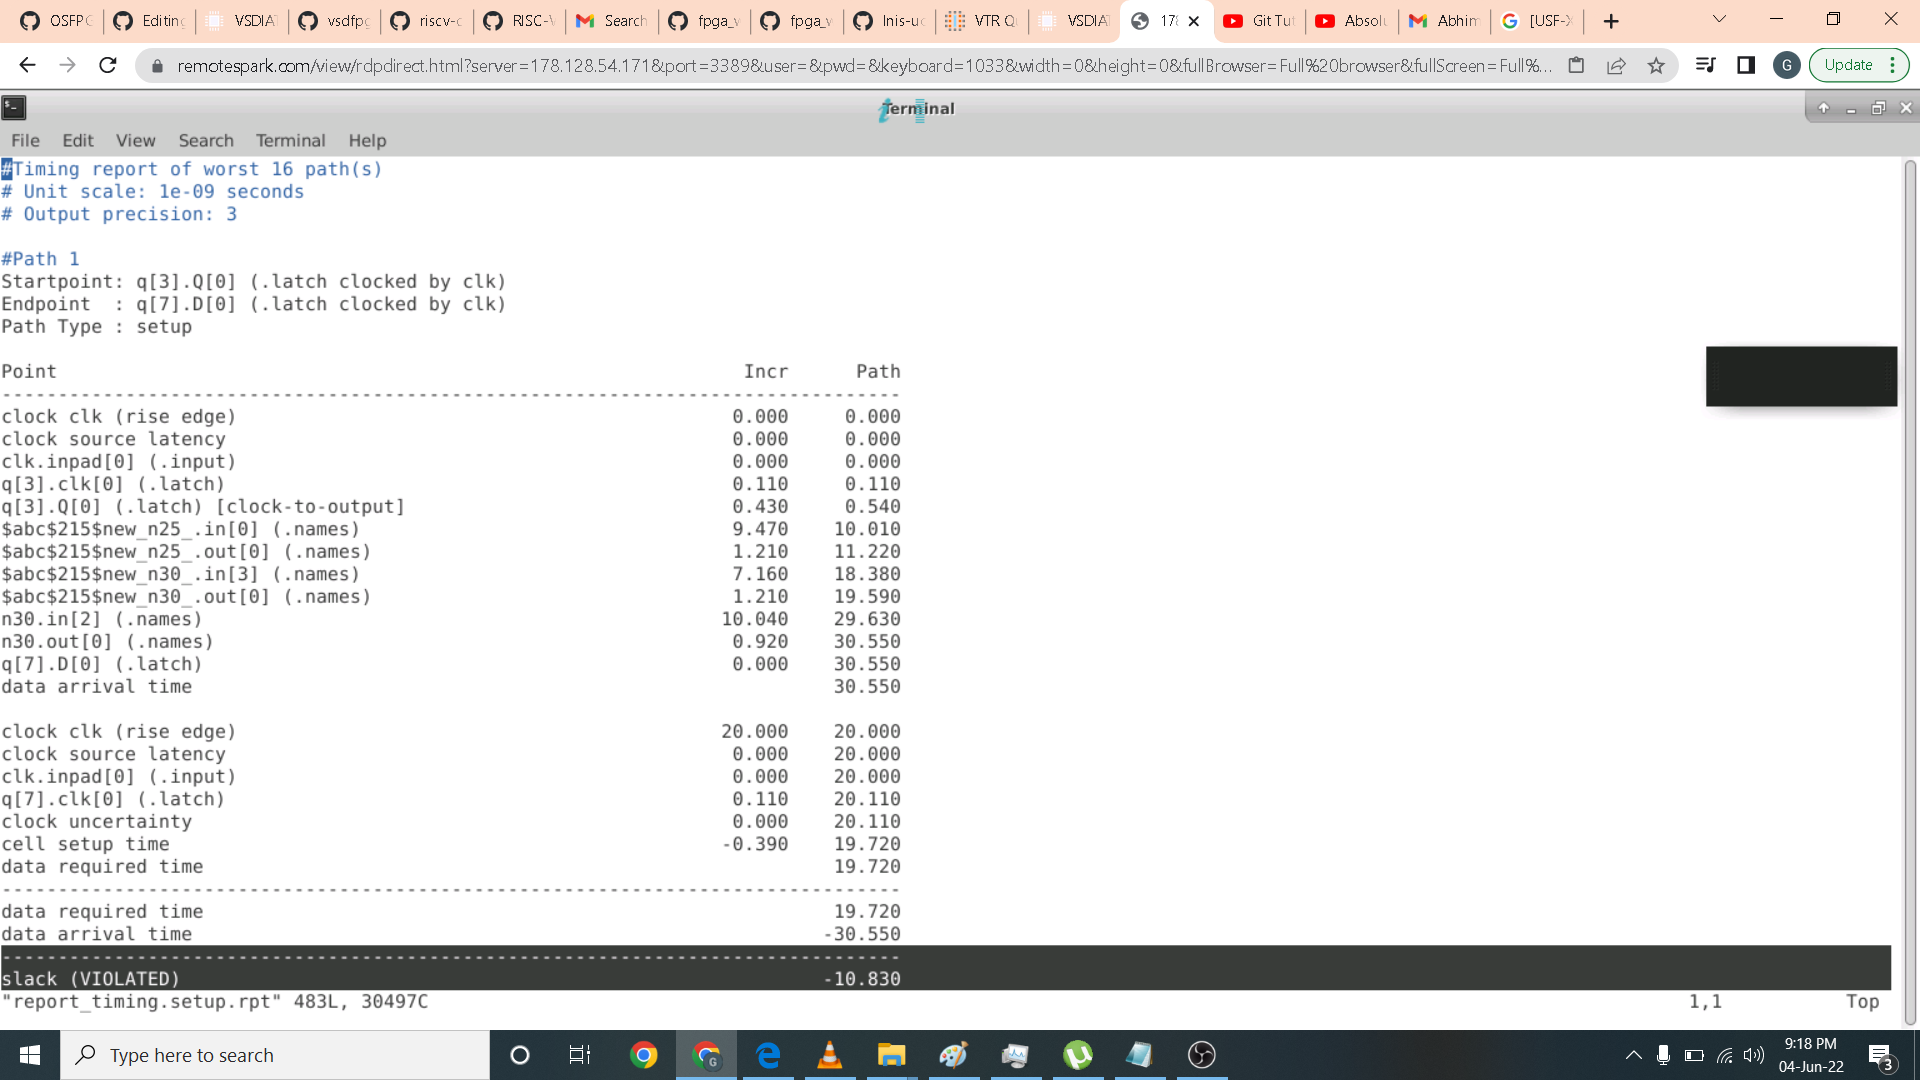 OSFPG Editing VSDIAT vsdfpg riscv-c RISC-V Search fpga_w fpga_w lnis-uo VTR Qu VSDIAT 178 Git Tut Absolu Abhim [USF-X
remotespark.com/view/rdpdirect.html?server=178.128.54.171&port=3389&user=&pwd=&keyboard=1033&width=0&height=0&fullBrowser=Full%20browser&fullScreen=Full%... G Update
Terminal
File Edit View Search Terminal Help
#Timing report of worst 16 path(s)
# Unit scale: 1e-09 seconds
# Output precision: 3
#Path 1
Startpoint: q[3].Q[0] (.latch clocked by clk)
Endpoint  : q[7].D[0] (.latch clocked by clk)
Path Type : setup
Point Incr Path
--------------------------------------------------------------------------------
clock clk (rise edge) 0.000 0.000
clock source latency 0.000 0.000
clk.inpad[0] (.input) 0.000 0.000
q[3].clk[0] (.latch) 0.110 0.110
q[3].Q[0] (.latch) [clock-to-output] 0.430 0.540
$abc$215$new_n25_.in[0] (.names) 9.470 10.010
$abc$215$new_n25_.out[0] (.names) 1.210 11.220
$abc$215$new_n30_.in[3] (.names) 7.160 18.380
$abc$215$new_n30_.out[0] (.names) 1.210 19.590
n30.in[2] (.names) 10.040 29.630
n30.out[0] (.names) 0.920 30.550
q[7].D[0] (.latch) 0.000 30.550
data arrival time 30.550
clock clk (rise edge) 20.000 20.000
clock source latency 0.000 20.000
clk.inpad[0] (.input) 0.000 20.000
q[7].clk[0] (.latch) 0.110 20.110
clock uncertainty 0.000 20.110
cell setup time -0.390 19.720
data required time 19.720
--------------------------------------------------------------------------------
data required time 19.720
data arrival time -30.550
--------------------------------------------------------------------------------
slack (VIOLATED) -10.830
"report_timing.setup.rpt" 483L, 30497C 1,1 Top
Type here to search
9:18 PM
04-Jun-22
3